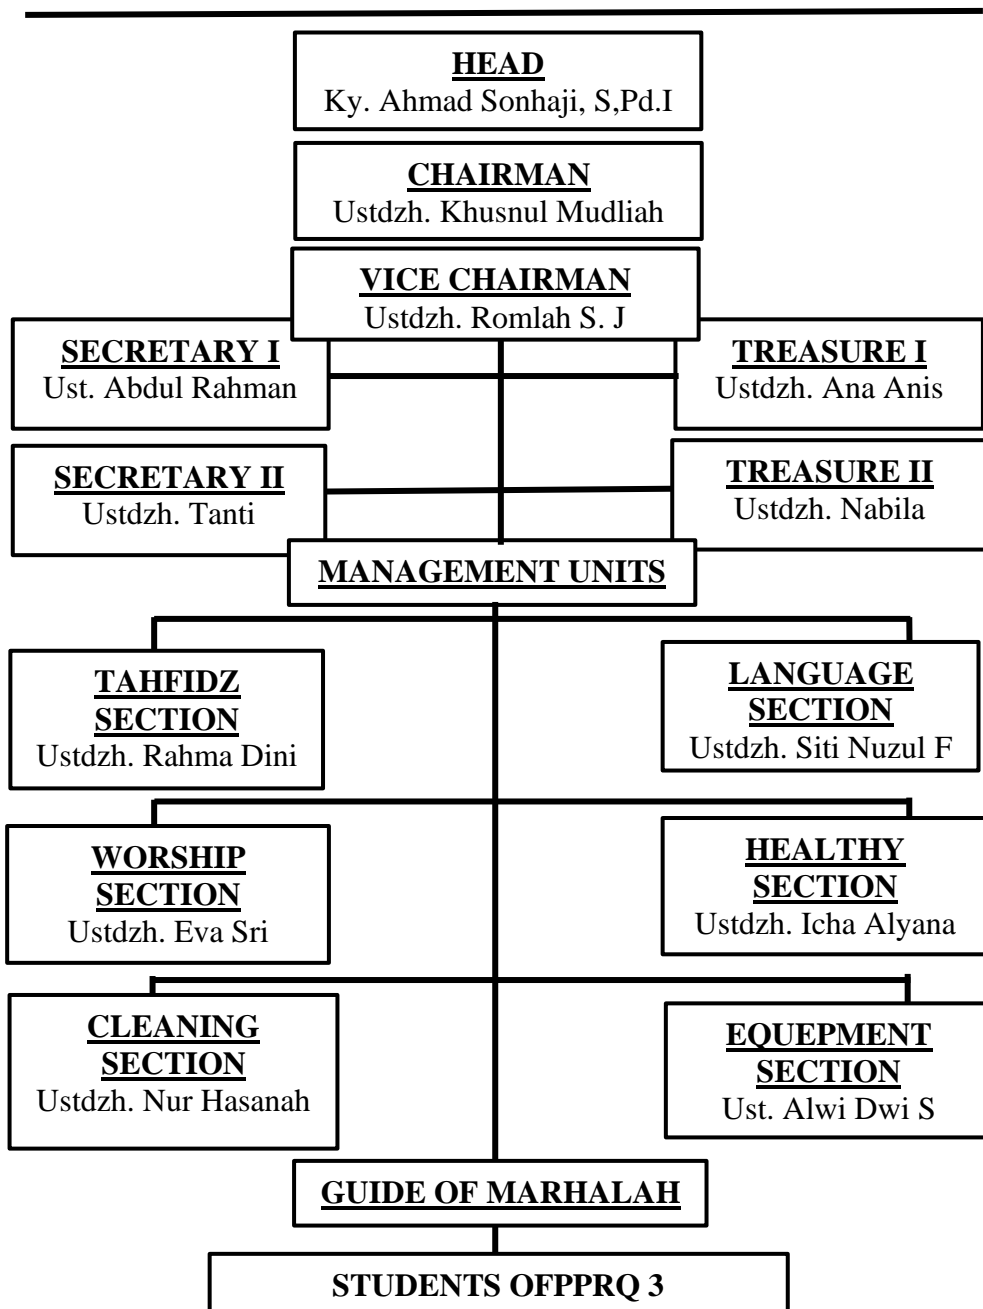 HEAD
Ky. Ahmad Sonhaji, S,Pd.I
CHAIRMAN
Ustdzh. Khusnul Mudliah
VICE CHAIRMAN
Ustdzh. Romlah S. J
SECRETARY I
Ust. Abdul Rahman
TREASURE I
Ustdzh. Ana Anis
SECRETARY II
Ustdzh. Tanti
TREASURE II
Ustdzh. Nabila
MANAGEMENT UNITS
TAHFIDZ
SECTION
Ustdzh. Rahma Dini
LANGUAGE
SECTION
Ustdzh. Siti Nuzul F
WORSHIP
SECTION
Ustdzh. Eva Sri
HEALTHY
SECTION
Ustdzh. Icha Alyana
CLEANING
SECTION
Ustdzh. Nur Hasanah
EQUEPMENT
SECTION
Ust. Alwi Dwi S
GUIDE OF MARHALAH
STUDENTS OFPPRQ 3